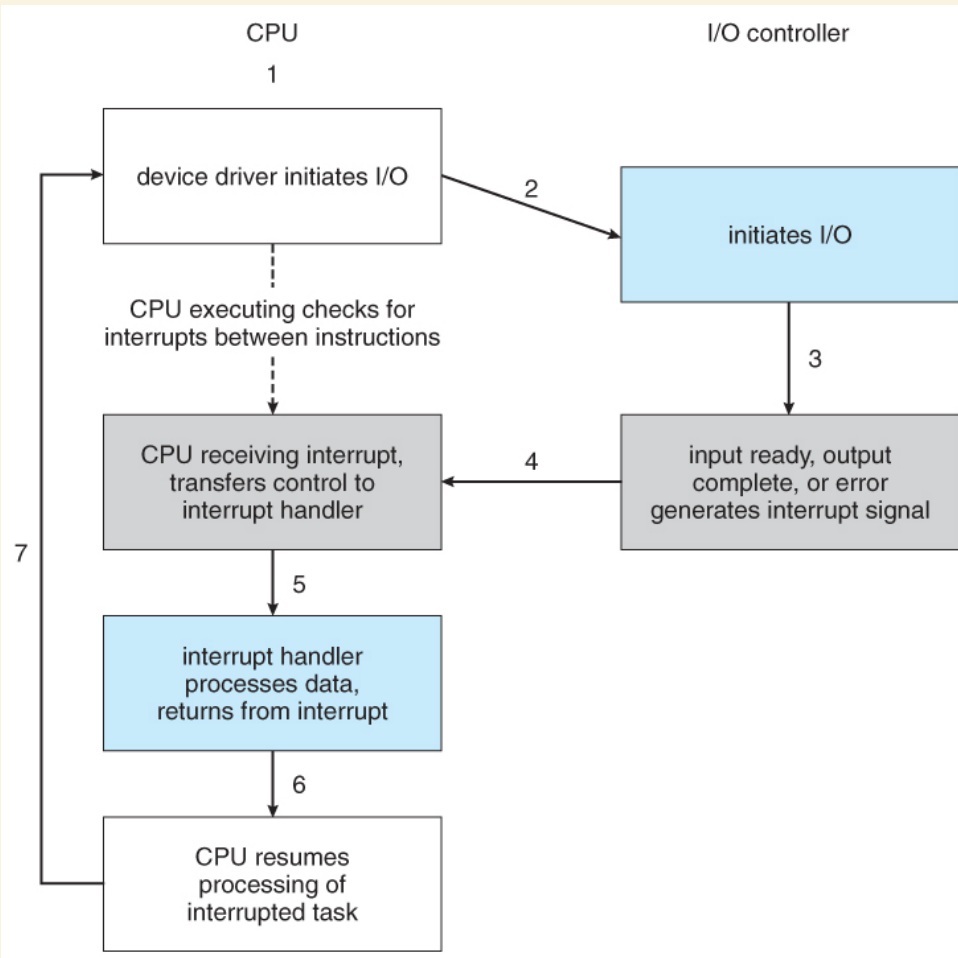 CPU
I/O controller
1
device driver initiates I/O
2
initiates I/O
CPU executing checks for
interrupts between instructions
3
CPU receiving interrupt,
transfers control to
interrupt handler
4
input ready, output
complete, or error
generates interrupt signal
7
5
interrupt handler
processes data,
returns from interrupt
6
CPU resumes
processing of
interrupted task